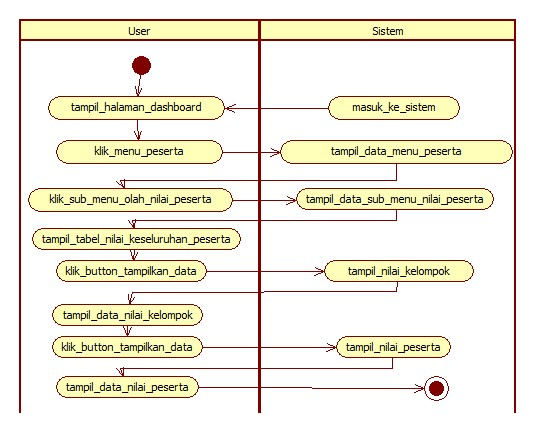 User
Sistem
tampil_halaman_dashboard
masuk_ke_sistem
klik_menu_peserta
tampil_data_menu_peserta
klik_sub_menu_olah_nilai_peserta
tampil_data_sub_menu_nilai_peserta
tampil_tabel_nilai_keseluruhan_peserta
klik_button_tampilkan_data
tampil_nilai_kelompok
tampil_data_nilai_kelompok
klik_button_tampilkan_data
tampil_nilai_peserta
tampil_data_nilai_peserta